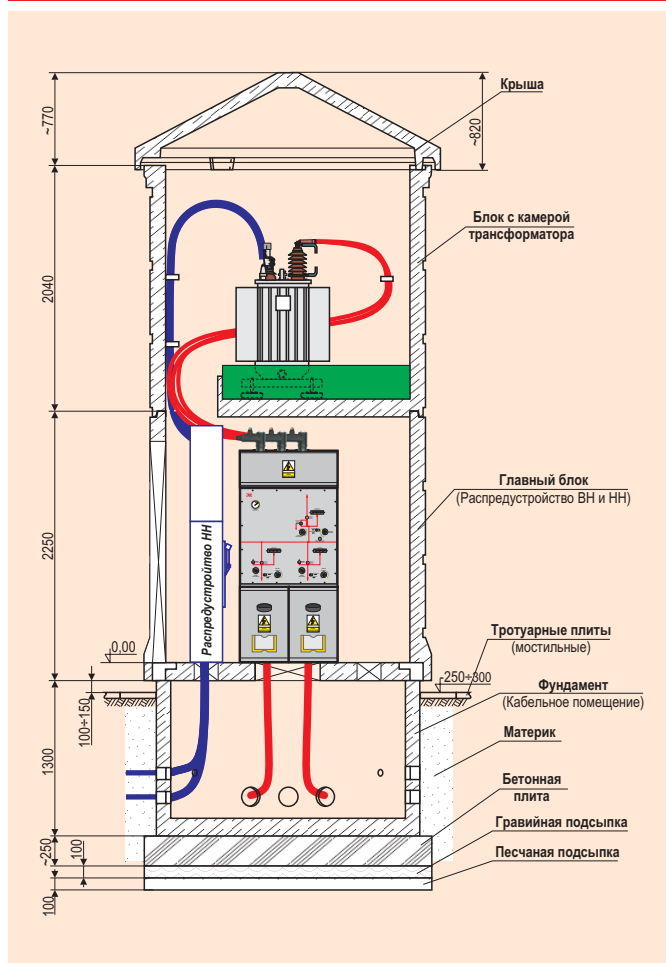 ~770
~820
Крыша
Блок с камерой
трансформатора
2040
Главный блок
(Распредустройство ВН и НН)
2250
Распредустройтво НН
0,00
Тротуарные плиты
(мостильные)
-250÷300
Фундамент
(Кабельное помещение)
100÷150
Материк
1300
Бетонная
плита
~250
100
Гравийная подсыпка
Песчаная подсыпка
100